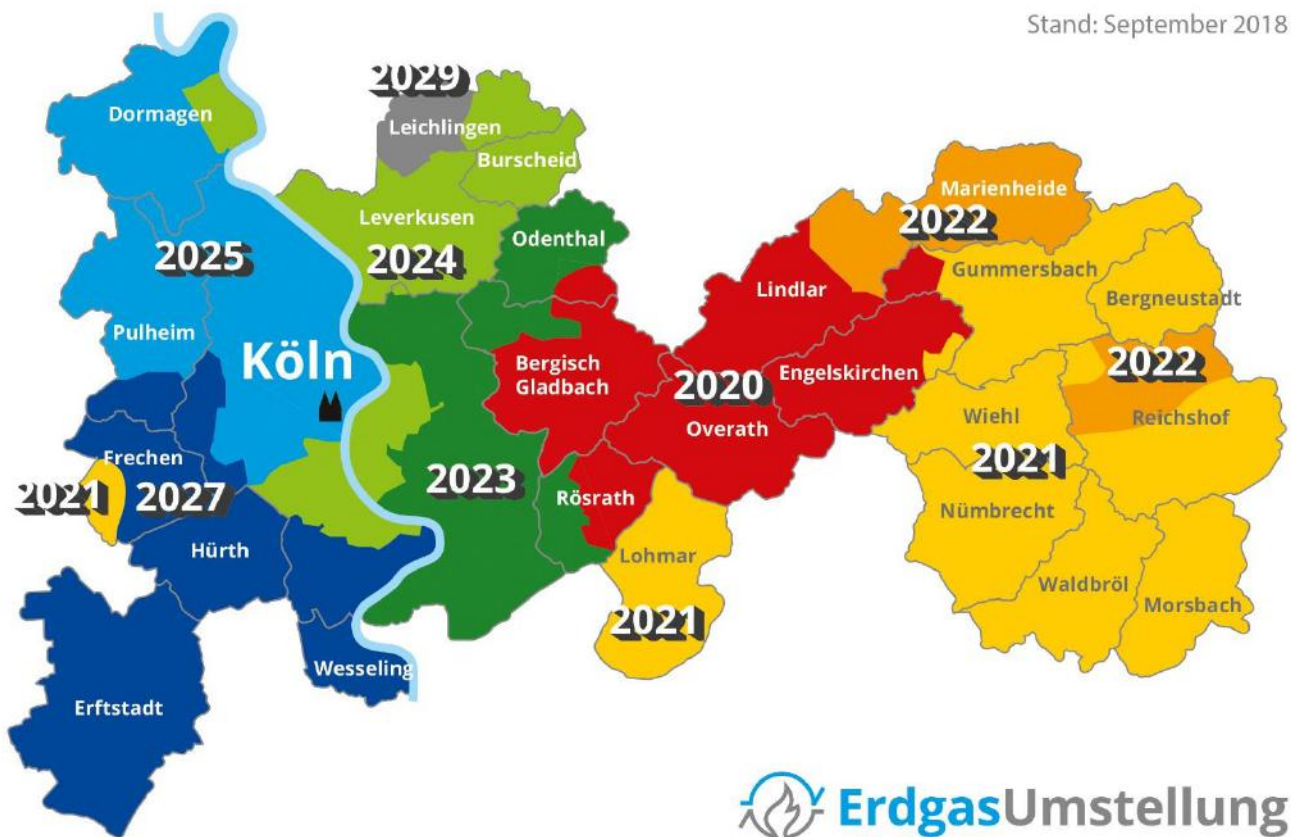 Stand: September 2018
2029
Dormagen
Leichlingen
Burscheid
Marienheide
Leverkusen
2022
Odenthal
2025
2024
Gummersbach
Lindlar
Bergneustadt
Pulheim
Köln
Bergisch
Gladbach
2020
Engelskirchen
2022
Wiehl
Reichshof
Overath
Frechen
2021
2027
2023
Rösrath
2021
Nümbrecht
Hürth
Lohmar
Waldbröl
Morsbach
2021
Wesseling
Erftstadt
ErdgasUmstellung